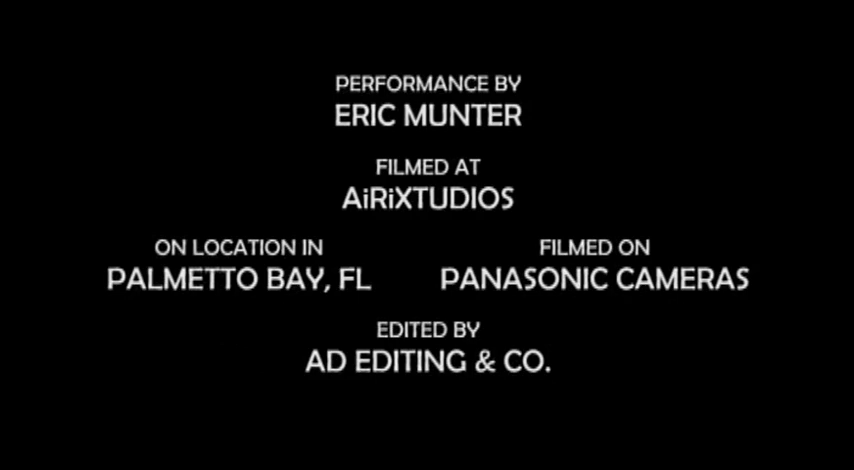 PERFORMANCE BY
ERIC MUNTER
FILMED AT
AiRiXTUDIOS
ON LOCATION IN
PALMETTO BAY, FL
FILMED ON
PANASONIC CAMERAS
EDITED BY
AD EDITING & CO.